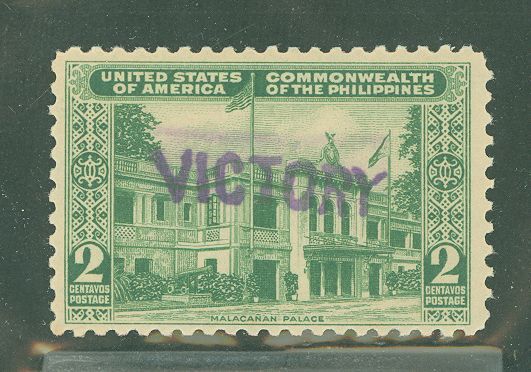 UNITED STATES
OF AMERICA
COMMONWEALTH
OF THE PHILIPPINES
VICTORY
2
CENTAVOS
POSTAGE
2
CENTAVOS
POSTAGE
MALACAÑAN PALACE